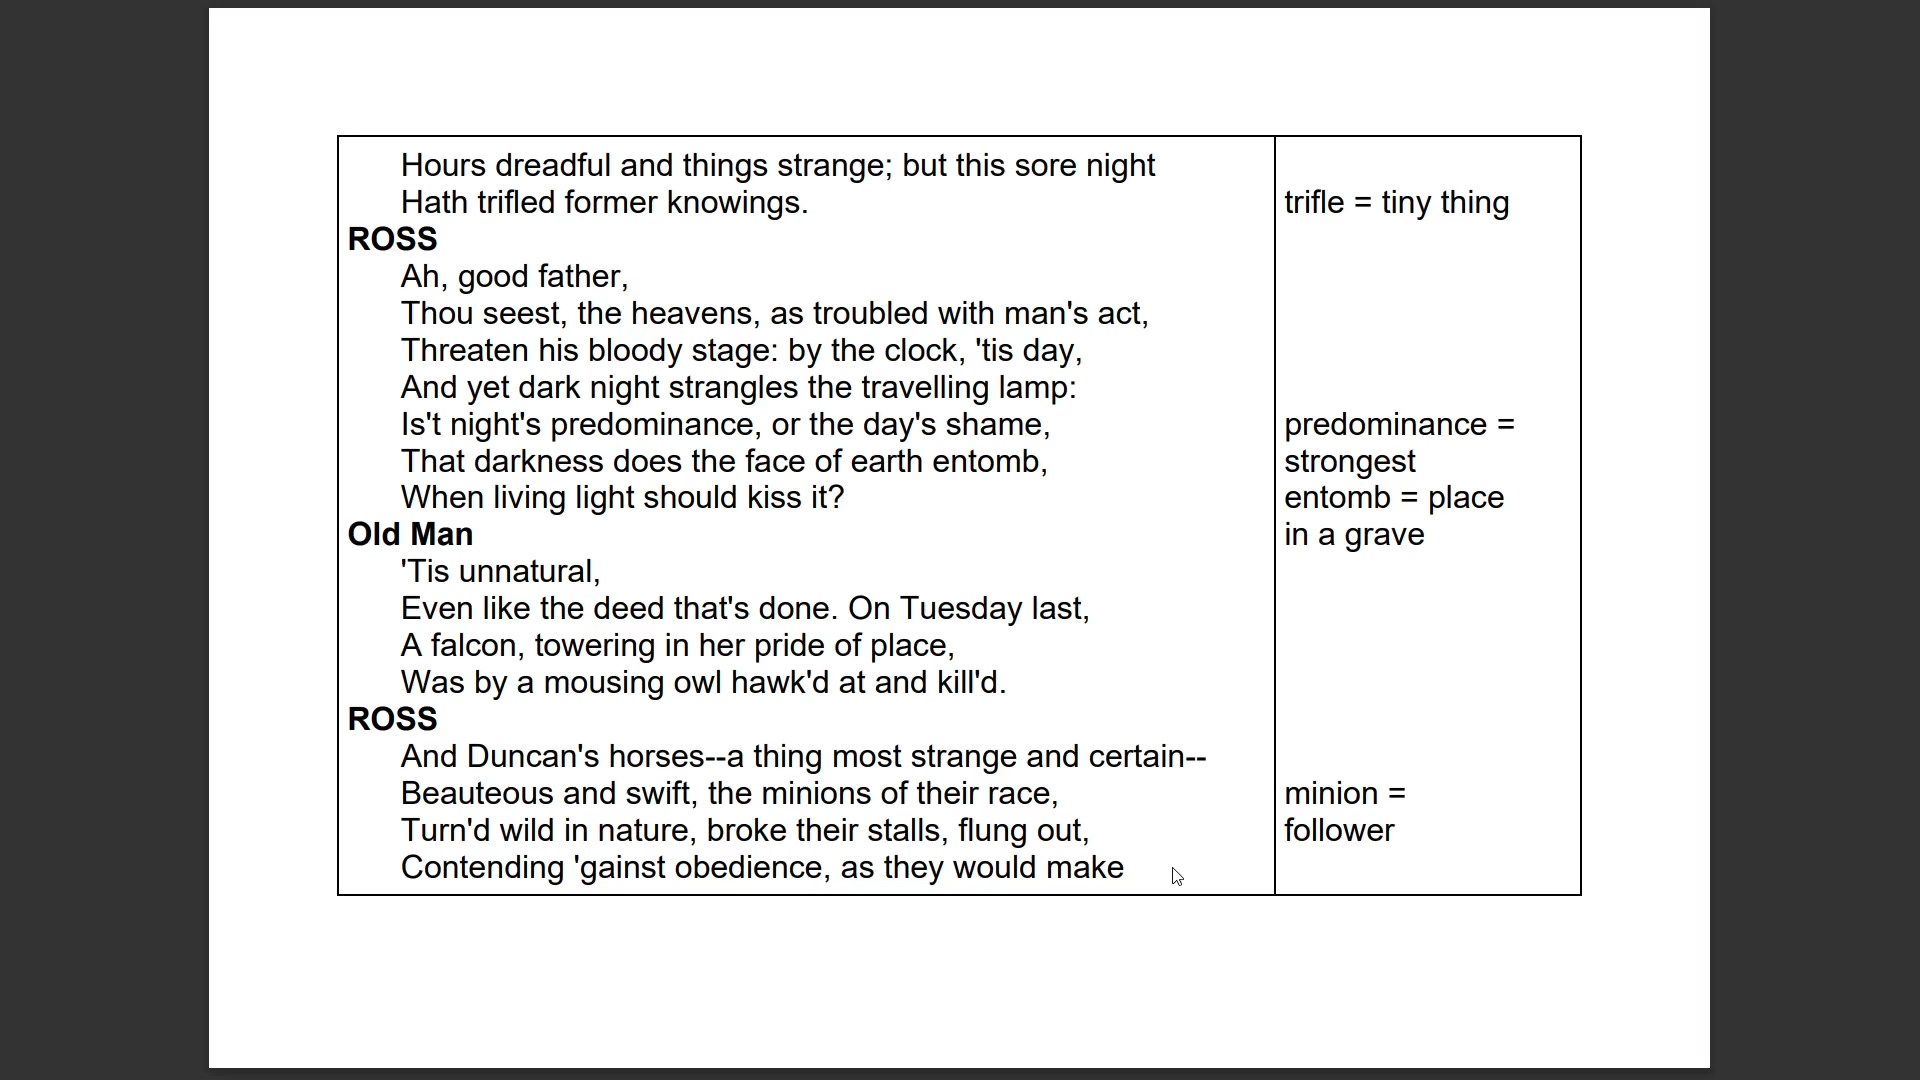 Hours dreadful and things strange; but this sore night
Hath trifled former knowings.
trifle = tiny thing
ROSS
Ah, good father,
Thou seest, the heavens, as troubled with man's act,
Threaten his bloody stage: by the clock, 'tis day,
And yet dark night strangles the travelling lamp:
Is't night's predominance, or the day's shame,
That darkness does the face of earth entomb,
When living light should kiss it?
predominance =
strongest
entomb = place
in a grave
Old Man
'Tis unnatural,
Even like the deed that's done. On Tuesday last,
A falcon, towering in her pride of place,
Was by a mousing owl hawk'd at and kill'd.
ROSS
And Duncan's horses--a thing most strange and certain--
Beauteous and swift, the minions of their race,
Turn'd wild in nature, broke their stalls, flung out,
Contending 'gainst obedience, as they would make
minion =
follower